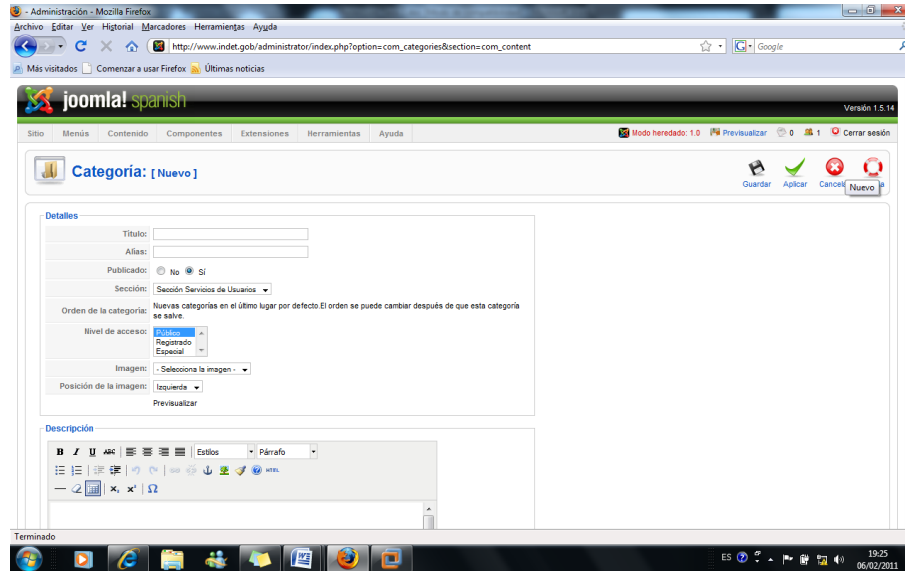 - Administración - Mozilla Firefox
Archivo Editar Ver Historial Marcadores Herramientas Ayuda
http://www.indet.gob/administrator/index.php?option=com_categories&section=com_content
Google
Más visitados Comenzar a usar Firefox Últimas noticias
joomla! spanish
Versión 1.5.14
Sitio Menús Contenido Componentes Extensiones Herramientas Ayuda Modo heredado: 1.0 Previsualizar 0 1 Cerrar sesión
Categoría: [ Nuevo ]
Guardar Aplicar
Nuevo
Detalles
Título:
Alias:
Publicado: No Sí
Sección: Sección Servicios de Usuarios
Orden de la categoría: Nuevas categorías en el último lugar por defecto.El orden se puede cambiar después de que esta categoría
se salve.
Nivel de acceso: Público
Registrado
Especial
Imagen: - Selecciona la imagen -
Posición de la imagen: Izquierda
Previsualizar
Descripción
B I U ABC Estilos Párrafo
HTML
x, x² Ω
Terminado
ES 19:25
06/02/2011